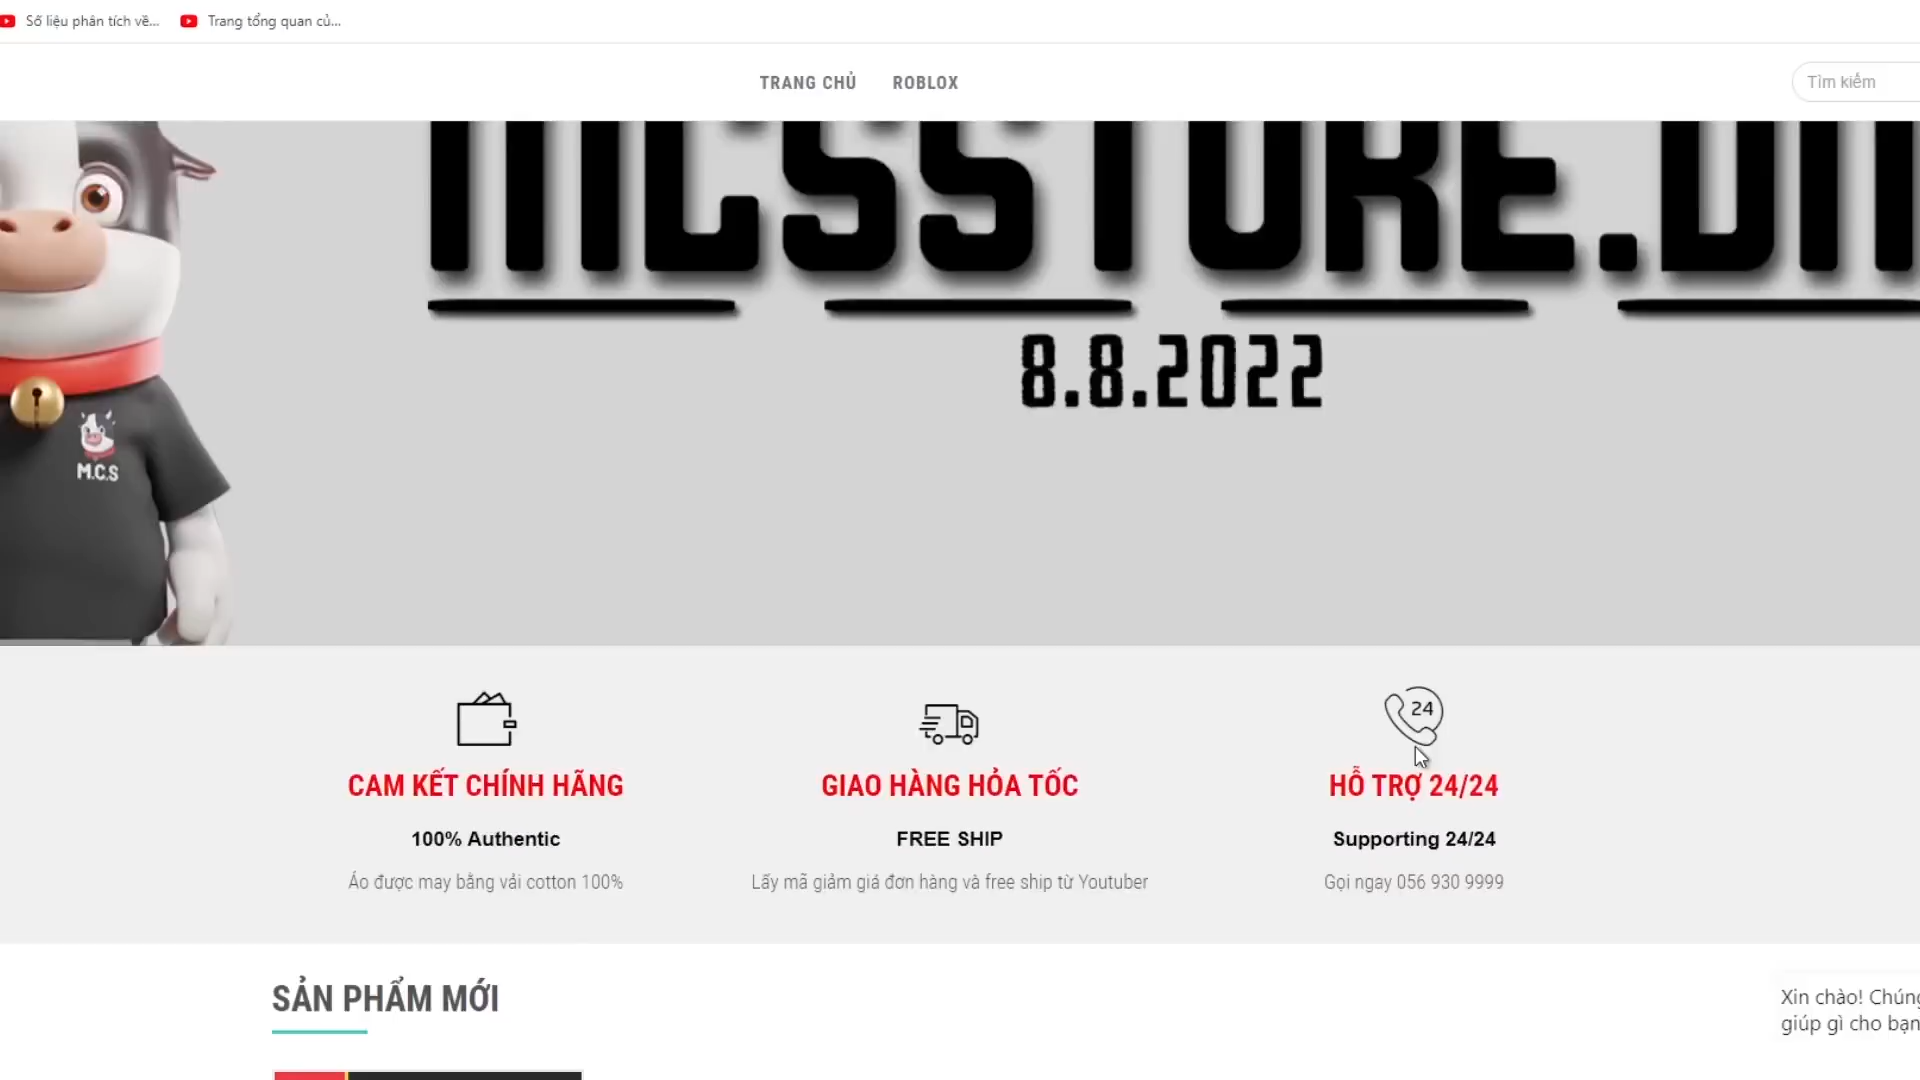 Số liệu phân tích về...
Trang tổng quan củ...
TRANG CHỦ
ROBLOX
Tìm kiếm
MCSSTORE.
8.8.2022
M.C.S
24
CAM KẾT CHÍNH HÃNG
GIAO HÀNG HỎA TỐC
HỖ TRỢ 24/24
100% Authentic
FREE SHIP
Supporting 24/24
Áo được may bằng vải cotton 100%
Lấy mã giảm giá đơn hàng và free ship từ Youtuber
Gọi ngay 056 930 9999
SẢN PHẨM MỚI
Xin chào! Chúng
giúp gì cho bạn